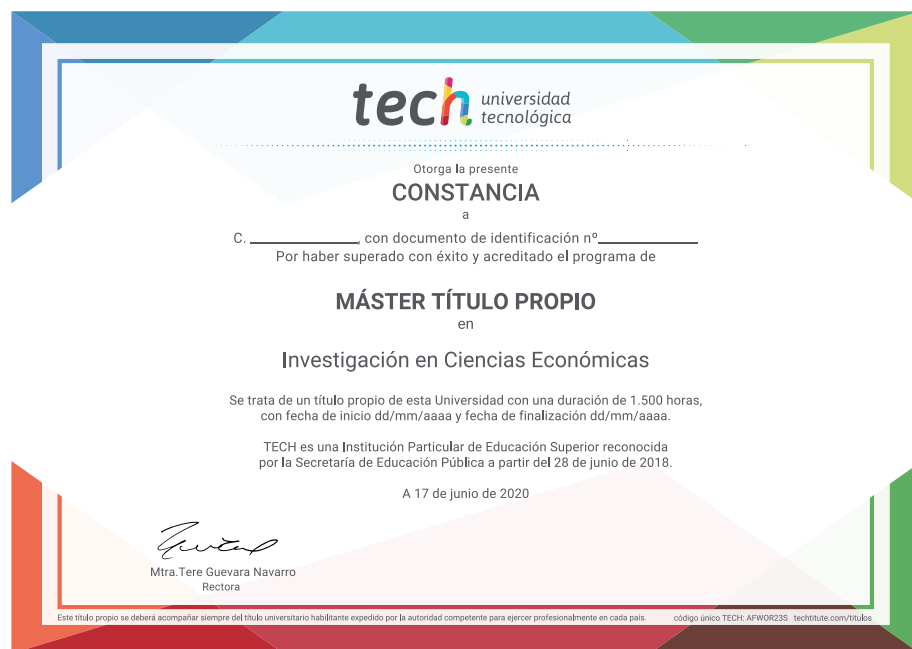 tech universidad
tecnológica
Otorga la presente
CONSTANCIA
a
C. ________________, con documento de identificación nº_______________
Por haber superado con éxito y acreditado el programa de
MÁSTER TÍTULO PROPIO
en
Investigación en Ciencias Económicas
Se trata de un título propio de esta Universidad con una duración de 1.500 horas,
con fecha de inicio dd/mm/aaaa y fecha de finalización dd/mm/aaaa.
TECH es una Institución Particular de Educación Superior reconocida
por la Secretaría de Educación Pública a partir del 28 de junio de 2018.
A 17 de junio de 2020
Mtra.Tere Guevara Navarro
Rectora
Este título propio se deberá acompañar siempre del título universitario habilitante expedido por la autoridad competente para ejercer profesionalmente en cada país. código único TECH: AFWOR23S techtitute.com/titulos